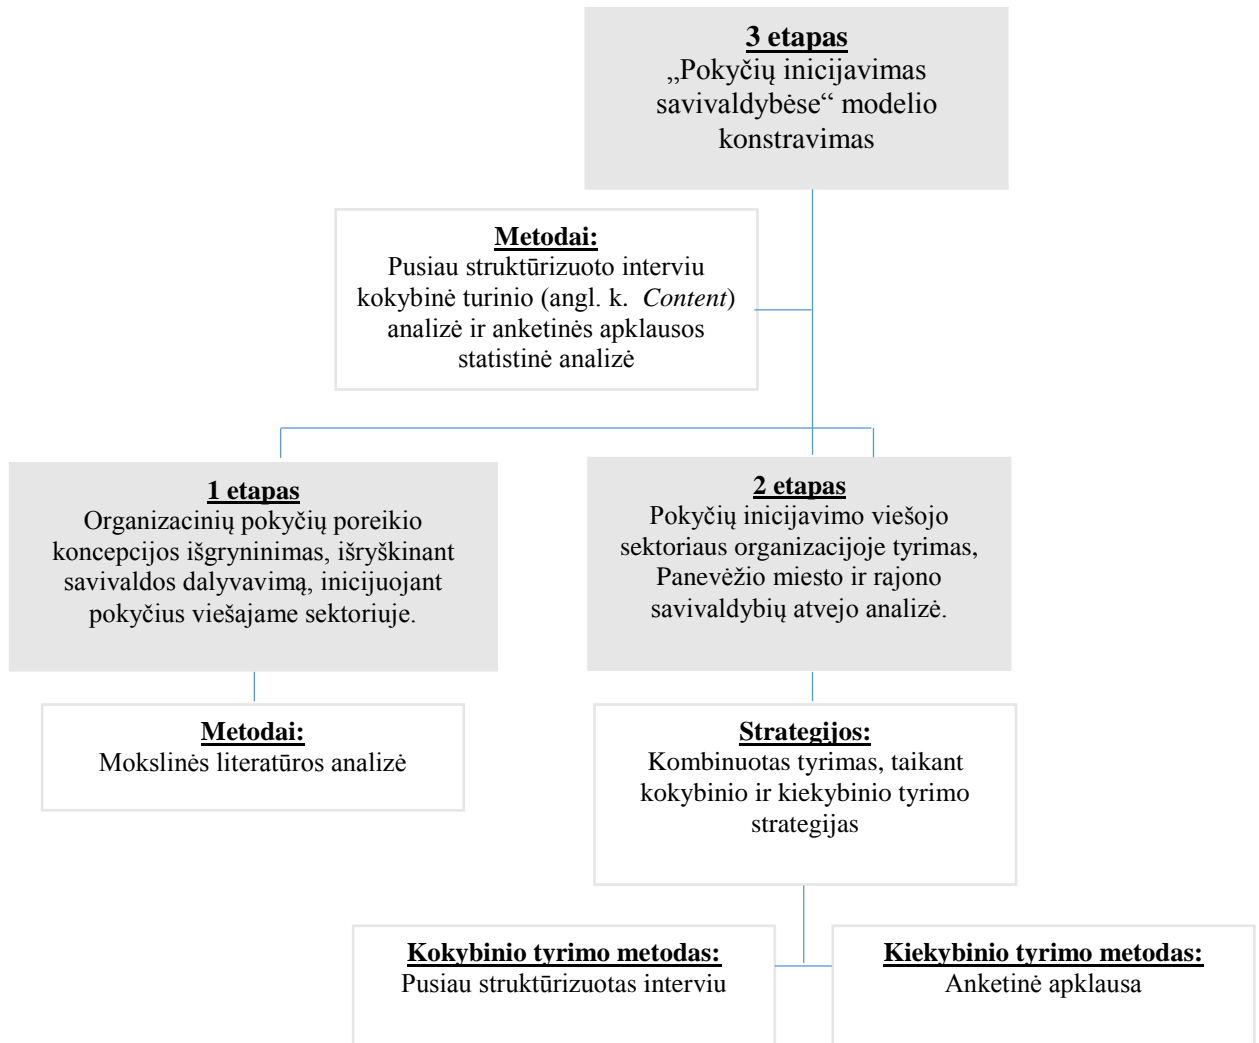 3 etapas
„Pokyčių inicijavimas
savivaldybėse“ modelio
konstravimas
Metodai:
Pusiau struktūrizuoto interviu
kokybinė turinio (angl. k. Content)
analizė ir anketinės apklausos
statistinė analizė
1 etapas
Organizacinių pokyčių poreikio
koncepcijos išgryninimas, išryškinant
savivaldos dalyvavimą, inicijuojant
pokyčius viešajame sektoriuje.
2 etapas
Pokyčių inicijavimo viešojo
sektoriaus organizacijoje tyrimas,
Panevėžio miesto ir rajono
savivaldybių atvejo analizė.
Metodai:
Mokslinės literatūros analizė
Strategijos:
Kombinuotas tyrimas, taikant
kokybinio ir kiekybinio tyrimo
strategijas
Kokybinio tyrimo metodas:
Pusiau struktūrizuotas interviu
Kiekybinio tyrimo metodas:
Anketinė apklausa